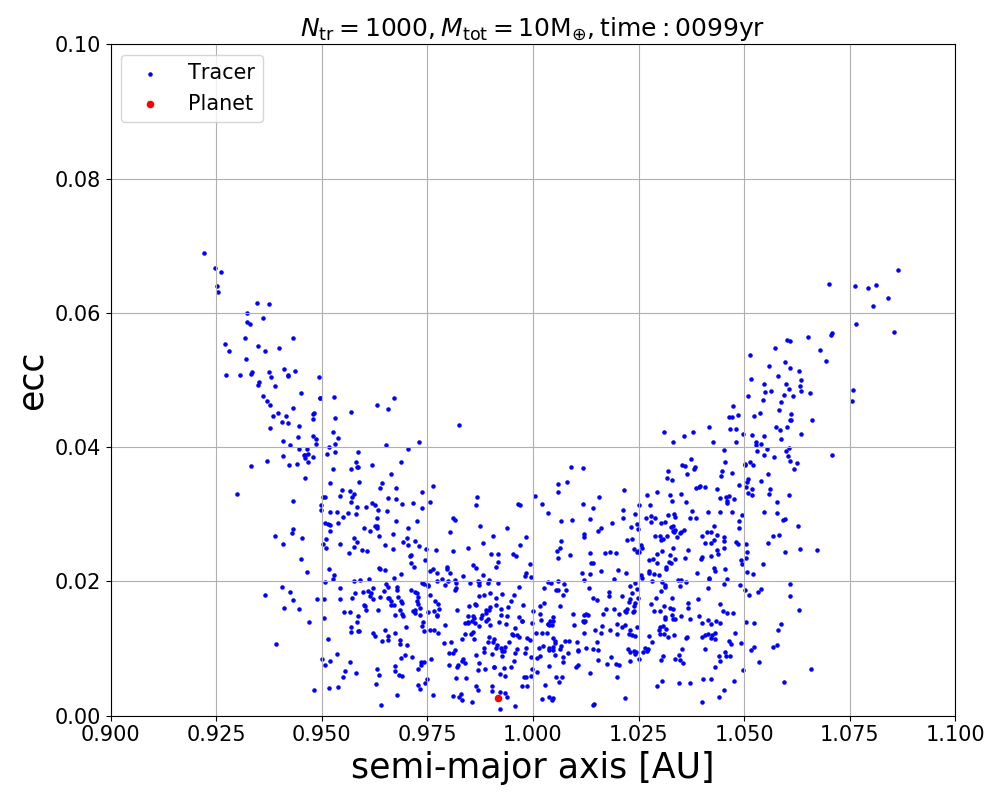 N_tr = 1000, M_tot = 10M_⊕, time : 0099yr
Tracer
Planet
0.10
0.08
0.06
0.04
0.02
0.00
ecc
0.900 0.925 0.950 0.975 1.000 1.025 1.050 1.075 1.100
semi-major axis [AU]